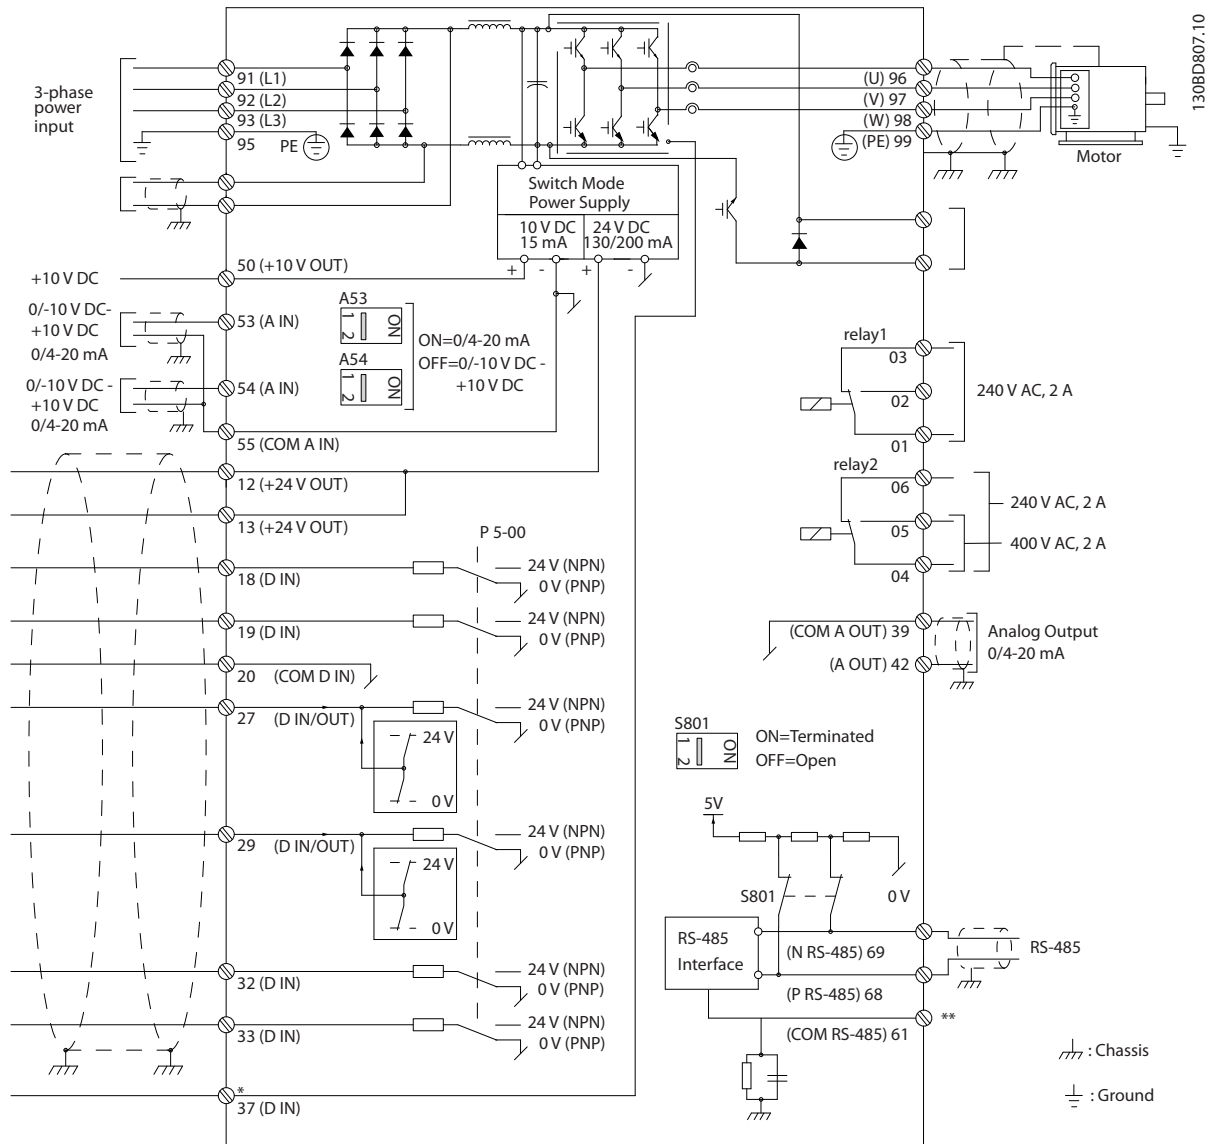 130BD807.10
3-phase
power
input
91 (L1)
92 (L2)
93 (L3)
95
PE
(U) 96
(V) 97
(W) 98
(PE) 99
Motor
Switch Mode
Power Supply
10 V DC
15 mA
24 V DC
130/200 mA
+ - + -
+10 V DC
50 (+10 V OUT)
0/-10 V DC-
+10 V DC
0/4-20 mA
53 (A IN)
0/-10 V DC -
+10 V DC
0/4-20 mA
54 (A IN)
55 (COM A IN)
A53
1 2 ON
A54
1 2 ON
ON=0/4-20 mA
OFF=0/-10 V DC -
+10 V DC
12 (+24 V OUT)
13 (+24 V OUT)
P 5-00
18 (D IN)
24 V (NPN)
0 V (PNP)
19 (D IN)
24 V (NPN)
0 V (PNP)
20 (COM D IN)
27 (D IN/OUT)
24 V (NPN)
0 V (PNP)
24 V
0 V
29 (D IN/OUT)
24 V (NPN)
0 V (PNP)
24 V
0 V
32 (D IN)
24 V (NPN)
0 V (PNP)
33 (D IN)
24 V (NPN)
0 V (PNP)
*
37 (D IN)
relay1
03
02
01
240 V AC, 2 A
relay2
06
05
04
240 V AC, 2 A
400 V AC, 2 A
(COM A OUT) 39
(A OUT) 42
Analog Output
0/4-20 mA
S801
1 2 ON
ON=Terminated
OFF=Open
5V
S801
0 V
RS-485
Interface
(N RS-485) 69
(P RS-485) 68
(COM RS-485) 61
RS-485
**
: Chassis
: Ground